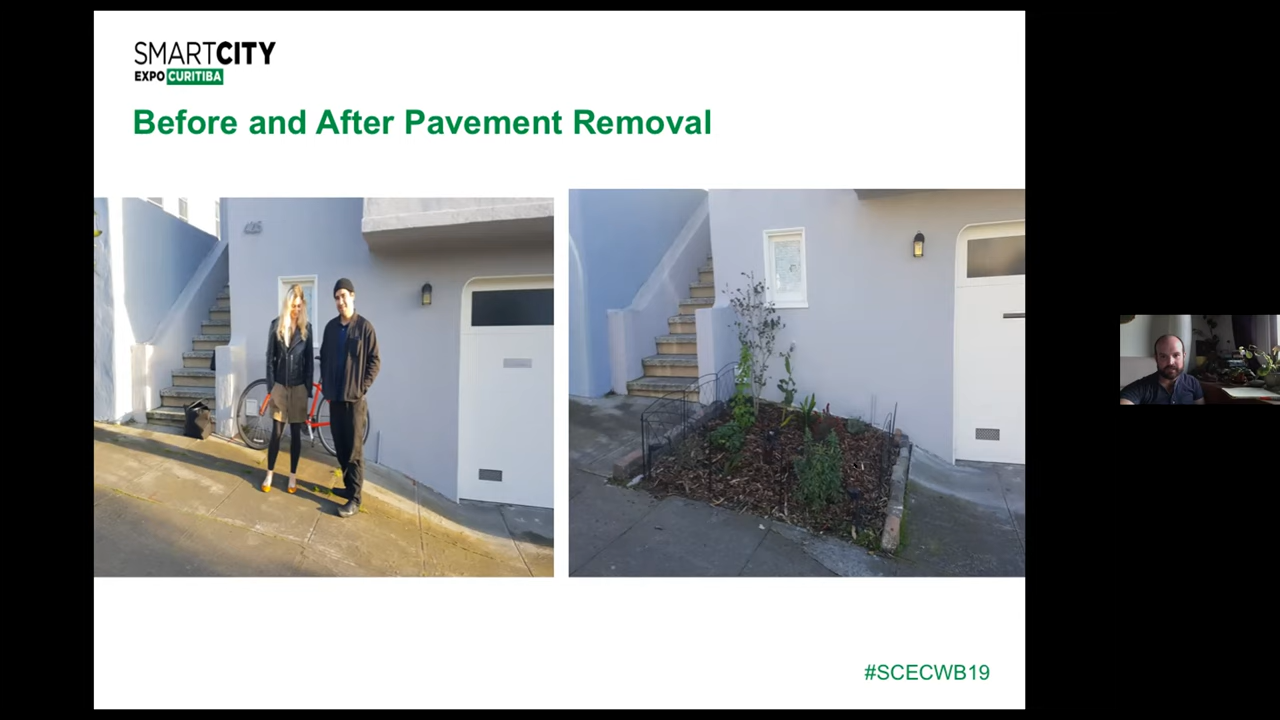 SMARTCITY
EXPO CURITIBA
Before and After Pavement Removal
#SCECWB19